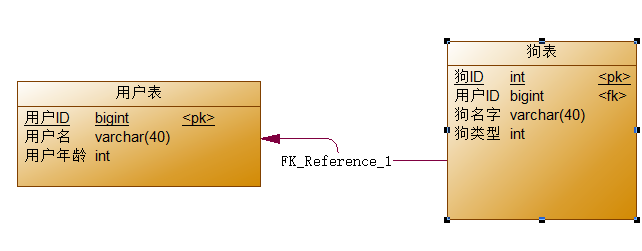 用户表
用户ID bigint <pk>
用户名 varchar(40)
用户年龄 int
FK_Reference_1
狗表
狗ID int <pk>
用户ID bigint <fk>
狗名字 varchar(40)
狗类型 int